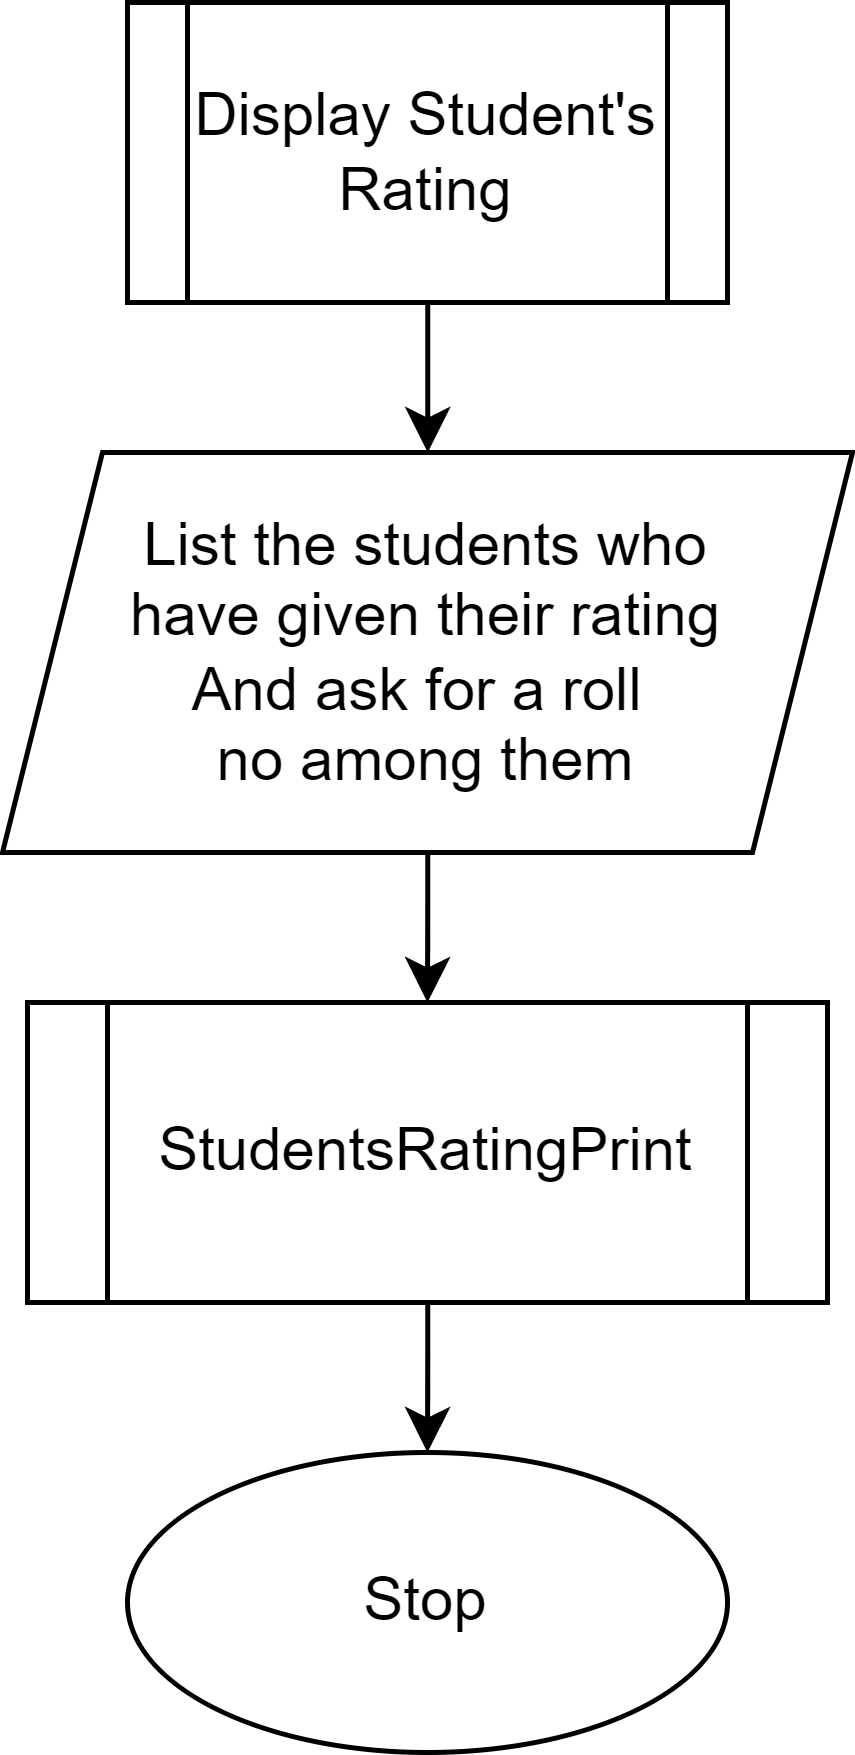 Display Student's
Rating
List the students who
have given their rating
And ask for a roll
no among them
StudentsRatingPrint
Stop